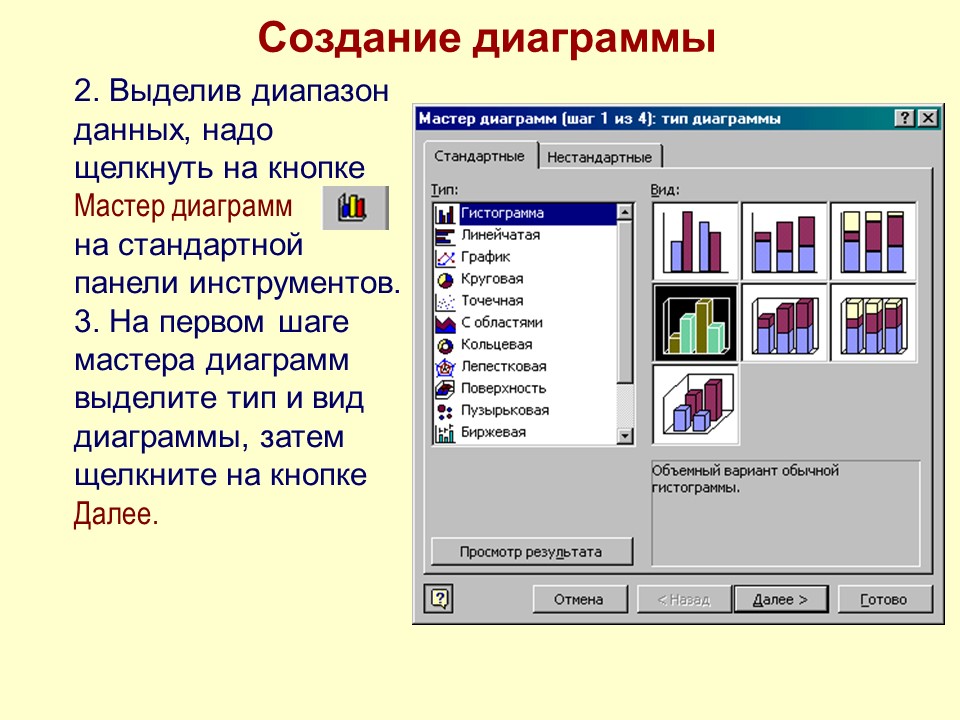 Создание диаграммы
2. Выделив диапазон
данных, надо
щелкнуть на кнопке
Мастер диаграмм
на стандартной
панели инструментов.
3. На первом шаге
мастера диаграмм
выделите тип и вид
диаграммы, затем
щелкните на кнопке
Далее.
Мастер диаграмм (шаг 1 из 4): тип диаграммы
Стандартные Нестандартные
Тип: Вид:
Гистограмма
Линейчатая
График
Круговая
Точечная
С областями
Кольцевая
Лепестковая
Поверхность
Пузырьковая
Биржевая
Объемный вариант обычной
гистограммы.
Просмотр результата
Отмена < Назад Далее > Готово